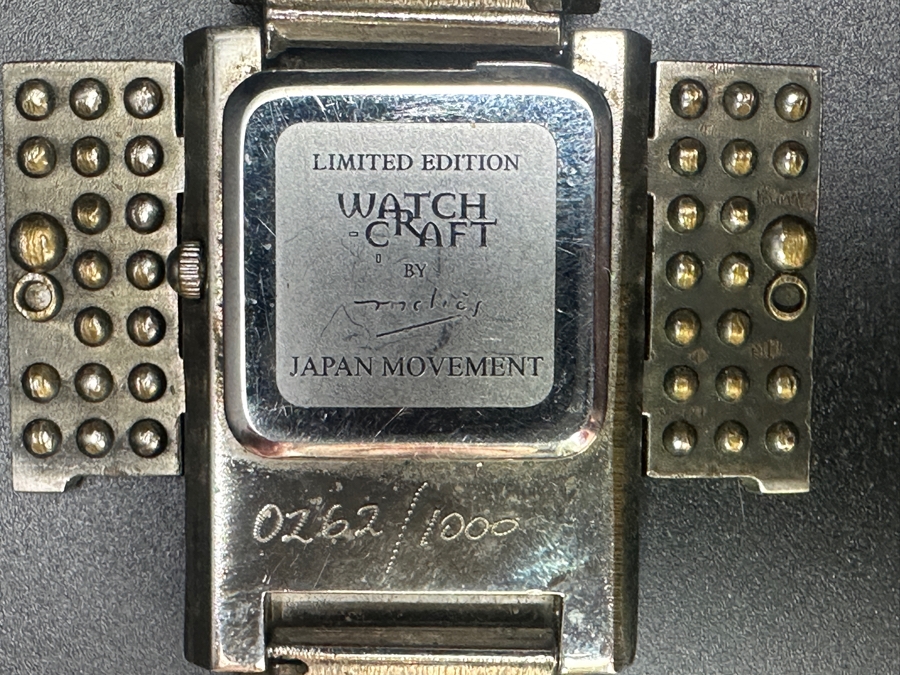 LIMITED EDITION
WATCH
CRAFT
BY
JAPAN MOVEMENT
0262/1000